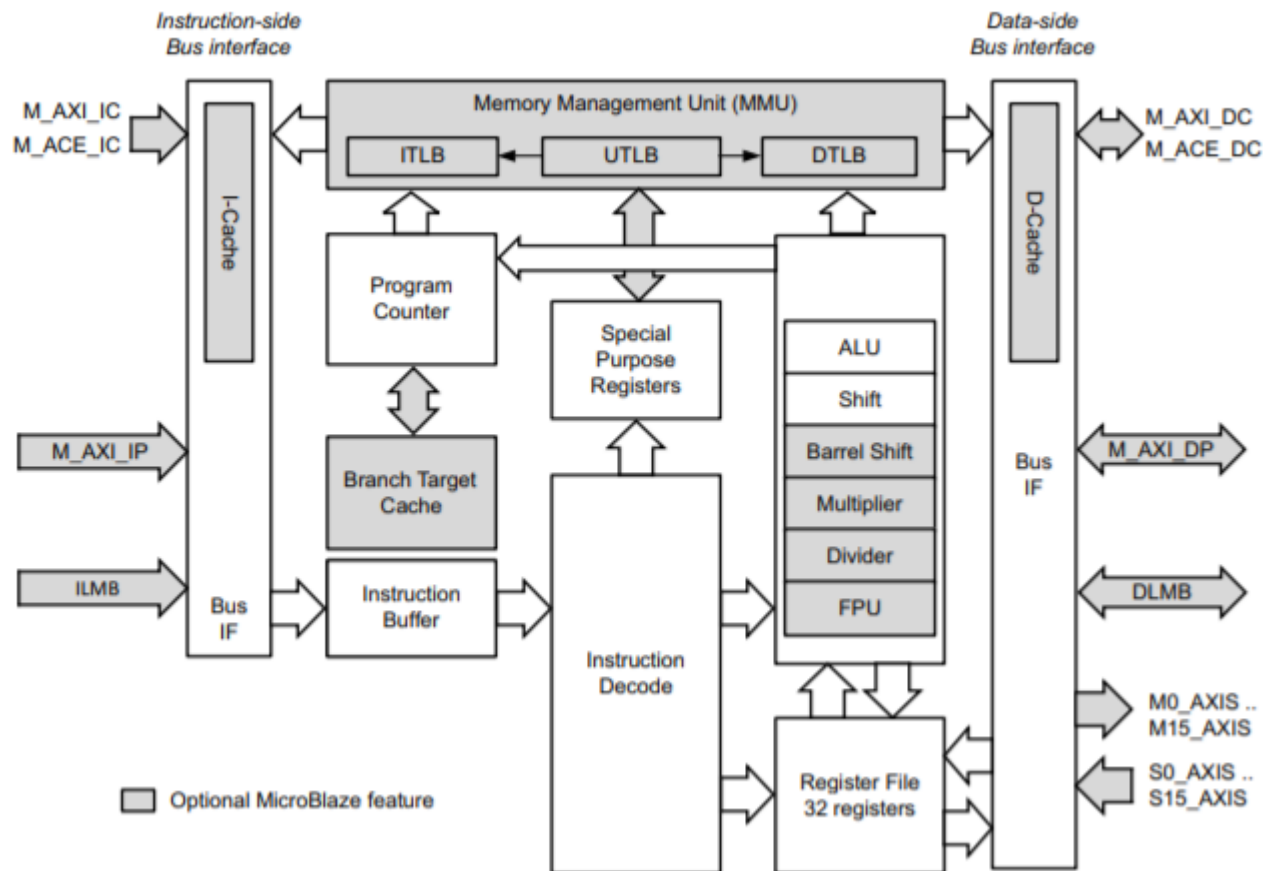 Instruction-side
Bus interface
Data-side
Bus interface
M_AXI_IC
M_ACE_IC
I-Cache
Memory Management Unit (MMU)
ITLB
UTLB
DTLB
M_AXI_DC
M_ACE_DC
D-Cache
Program
Counter
Special
Purpose
Registers
ALU
Shift
Barrel Shift
Multiplier
Divider
FPU
M_AXI_IP
Branch Target
Cache
Bus
IF
M_AXI_DP
ILMB
Bus
IF
Instruction
Buffer
DLMB
Instruction
Decode
M0_AXIS ..
M15_AXIS
Register File
32 registers
S0_AXIS ..
S15_AXIS
Optional MicroBlaze feature